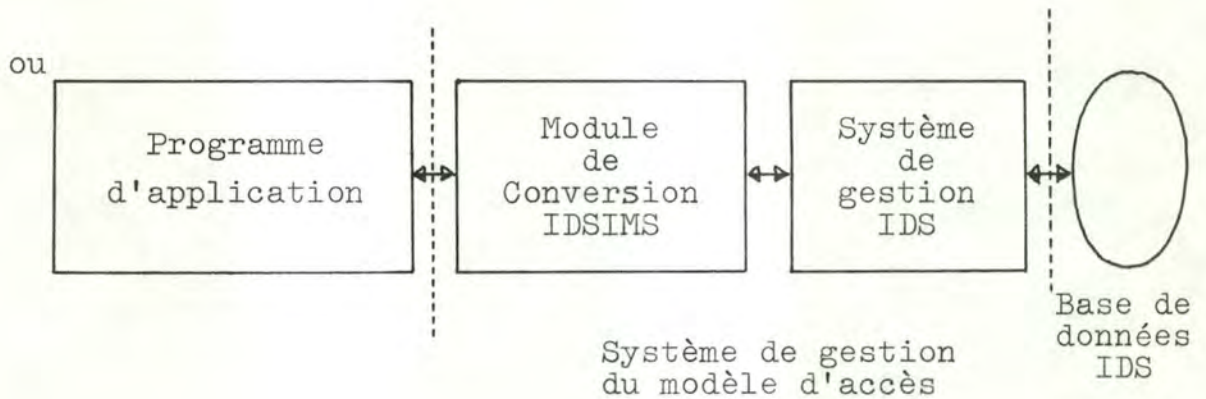 ou
Programme
d'application
Module
de
Conversion
IDSIMS
Système
de
gestion
IDS
Base de
données
IDS
Système de gestion
du modèle d'accès